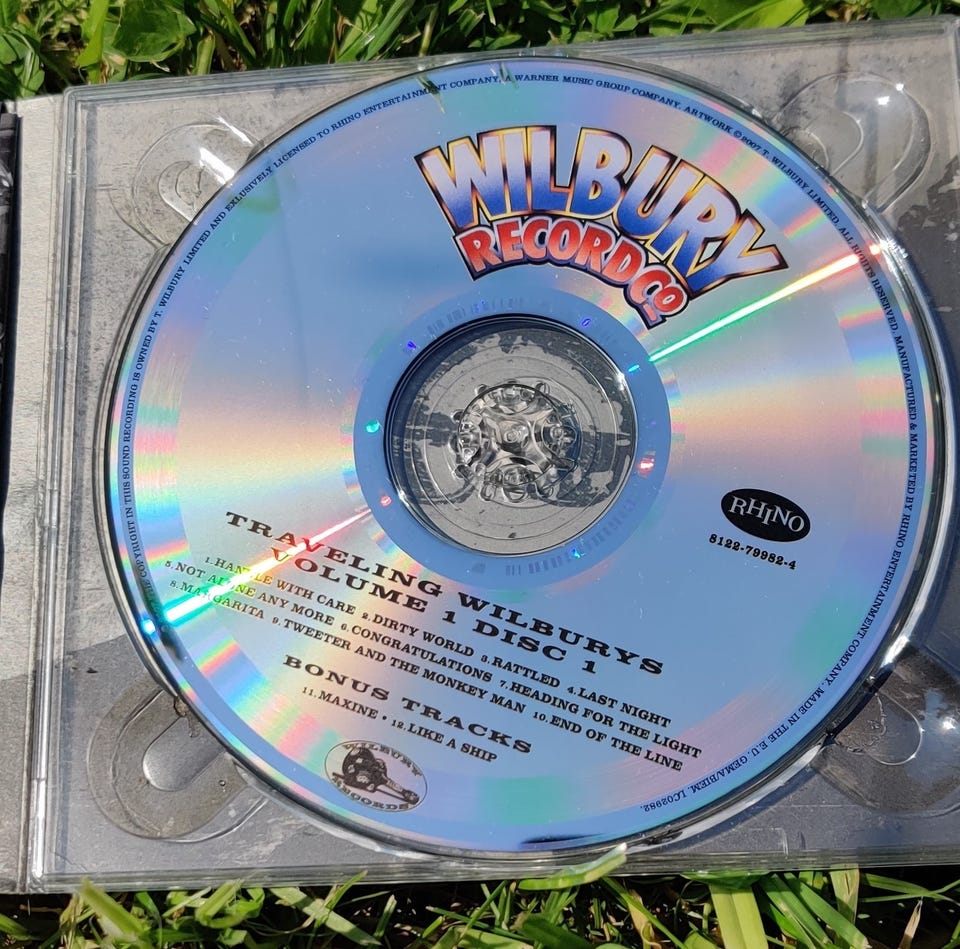 WILBURY
RECORD CO.
RHINO
8122-79982-4
TRAVELING WILBURYS
VOLUME 1 DISC 1
1.HANDLE WITH CARE 2.DIRTY WORLD 3.RATTLED 4.LAST NIGHT
5.NOT ALONE ANY MORE 6.CONGRATULATIONS 7.HEADING FOR THE LIGHT
8.MARGARITA 9.TWEETER AND THE MONKEY MAN 10.END OF THE LINE
BONUS TRACKS
11.MAXINE • 12.LIKE A SHIP
WILBURY
RECORDS
THE COPYRIGHT IN THIS SOUND RECORDING IS OWNED BY T. WILBURY LIMITED AND EXLUSIVELY LICENSED TO RHINO ENTERTAINMENT COMPANY, A WARNER MUSIC GROUP COMPANY. ARTWORK © 2007 T. WILBURY LIMITED. ALL RIGHTS RESERVED. MANUFACTURED & MARKETED BY RHINO ENTERTAINMENT COMPANY. MADE IN THE E.U. GEMA/BIEM. LC02982.